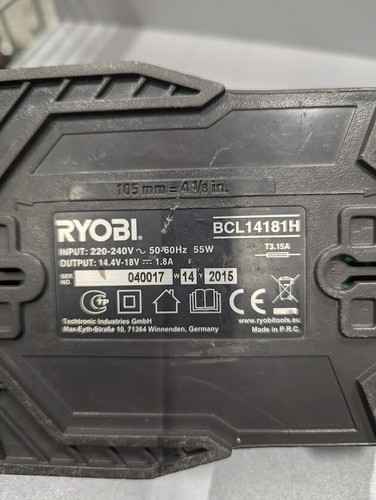 105 mm = 4 1/8 in.
RYOBI
BCL14181H
INPUT: 220-240V ~ 50-60Hz 55W
T3.15A
OUTPUT: 14.4V-18V ⎓ 1.8A
SER. NO. 040017 W 14 Y 2015
Techtronic Industries GmbH
Max-Eyth-Straße 10, 71364 Winnenden, Germany
www.ryobitools.eu
Made in P.R.C.